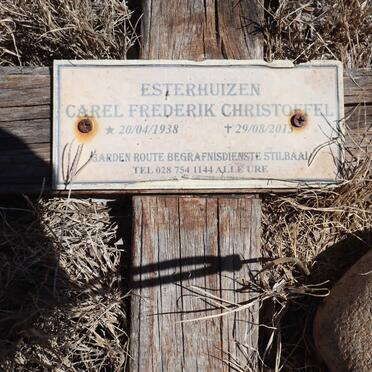 ESTERHUIZEN
CAREL FREDERIK CHRISTOFFEL
★ 20/04/1938 ✝ 29/08/2013
GARDEN ROUTE BEGRAFNISDIENSTE STILBAAI
TEL 028 754 1144 ALLE URE